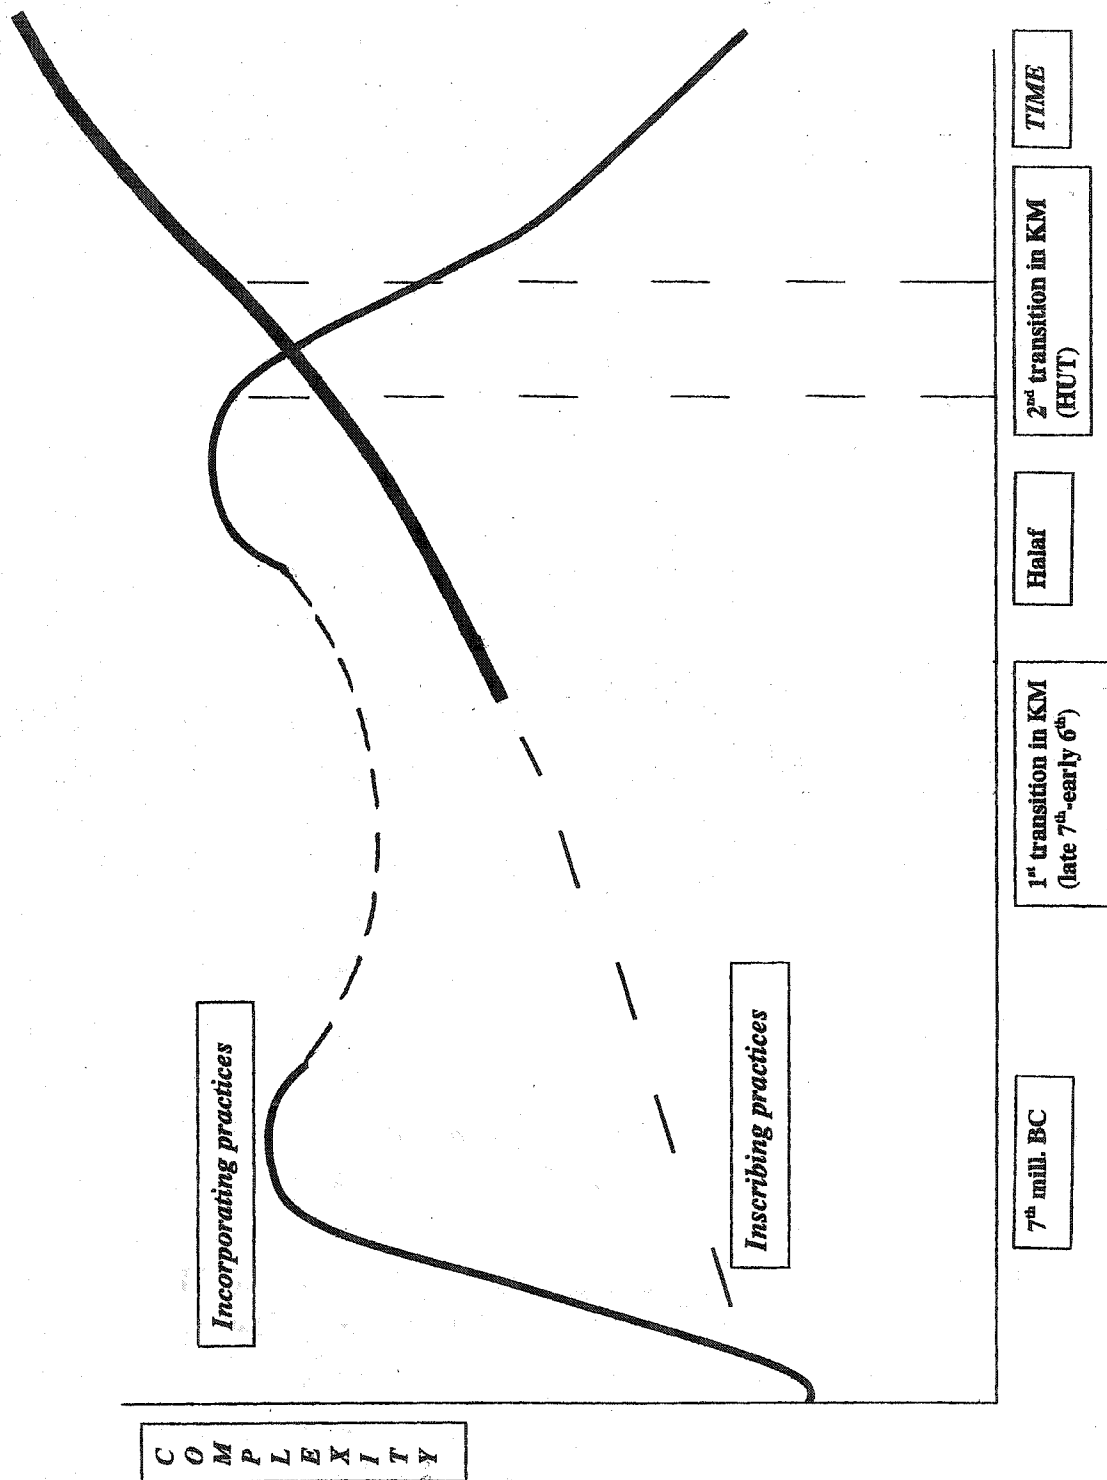 COMPLEXITY
Incorporating practices
Inscribing practices
7th mill. BC
1st transition in KM
(late 7th-early 6th)
Halaf
2nd transition in KM
(HUT)
TIME